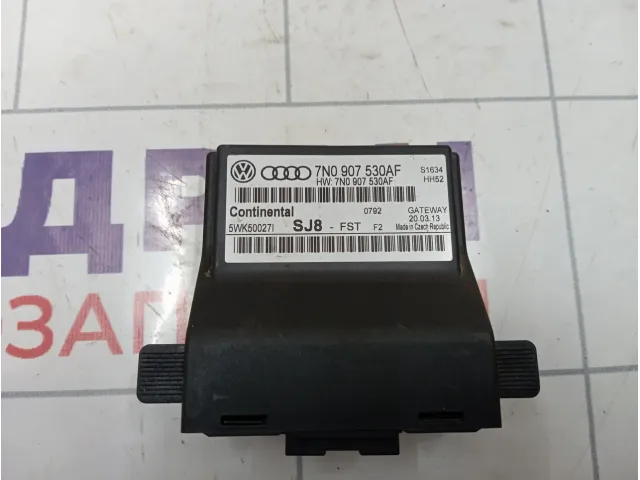 7N0 907 530AF
S1634
HW: 7N0 907 530AF
HH52
Continental
0792
GATEWAY
20.03.13
5WK50027I
SJ8 - FST F2
Made in Czech Republic